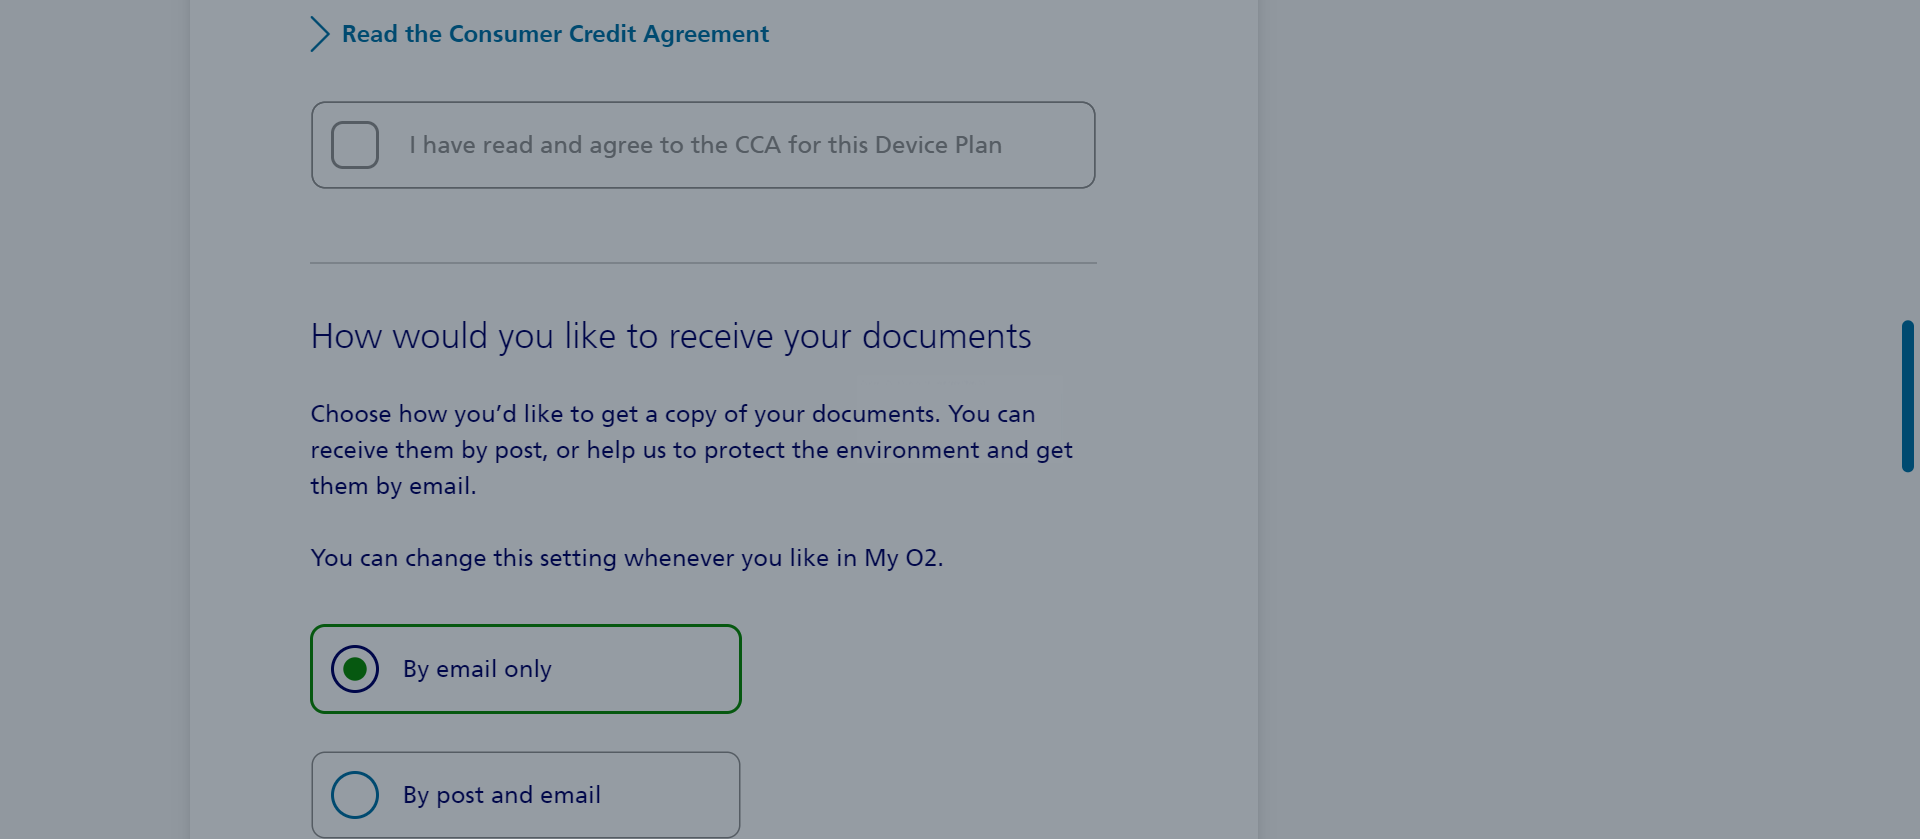 Read the Consumer Credit Agreement
I have read and agree to the CCA for this Device Plan
How would you like to receive your documents
Choose how you’d like to get a copy of your documents. You can
receive them by post, or help us to protect the environment and get
them by email.
You can change this setting whenever you like in My O2.
By email only
By post and email